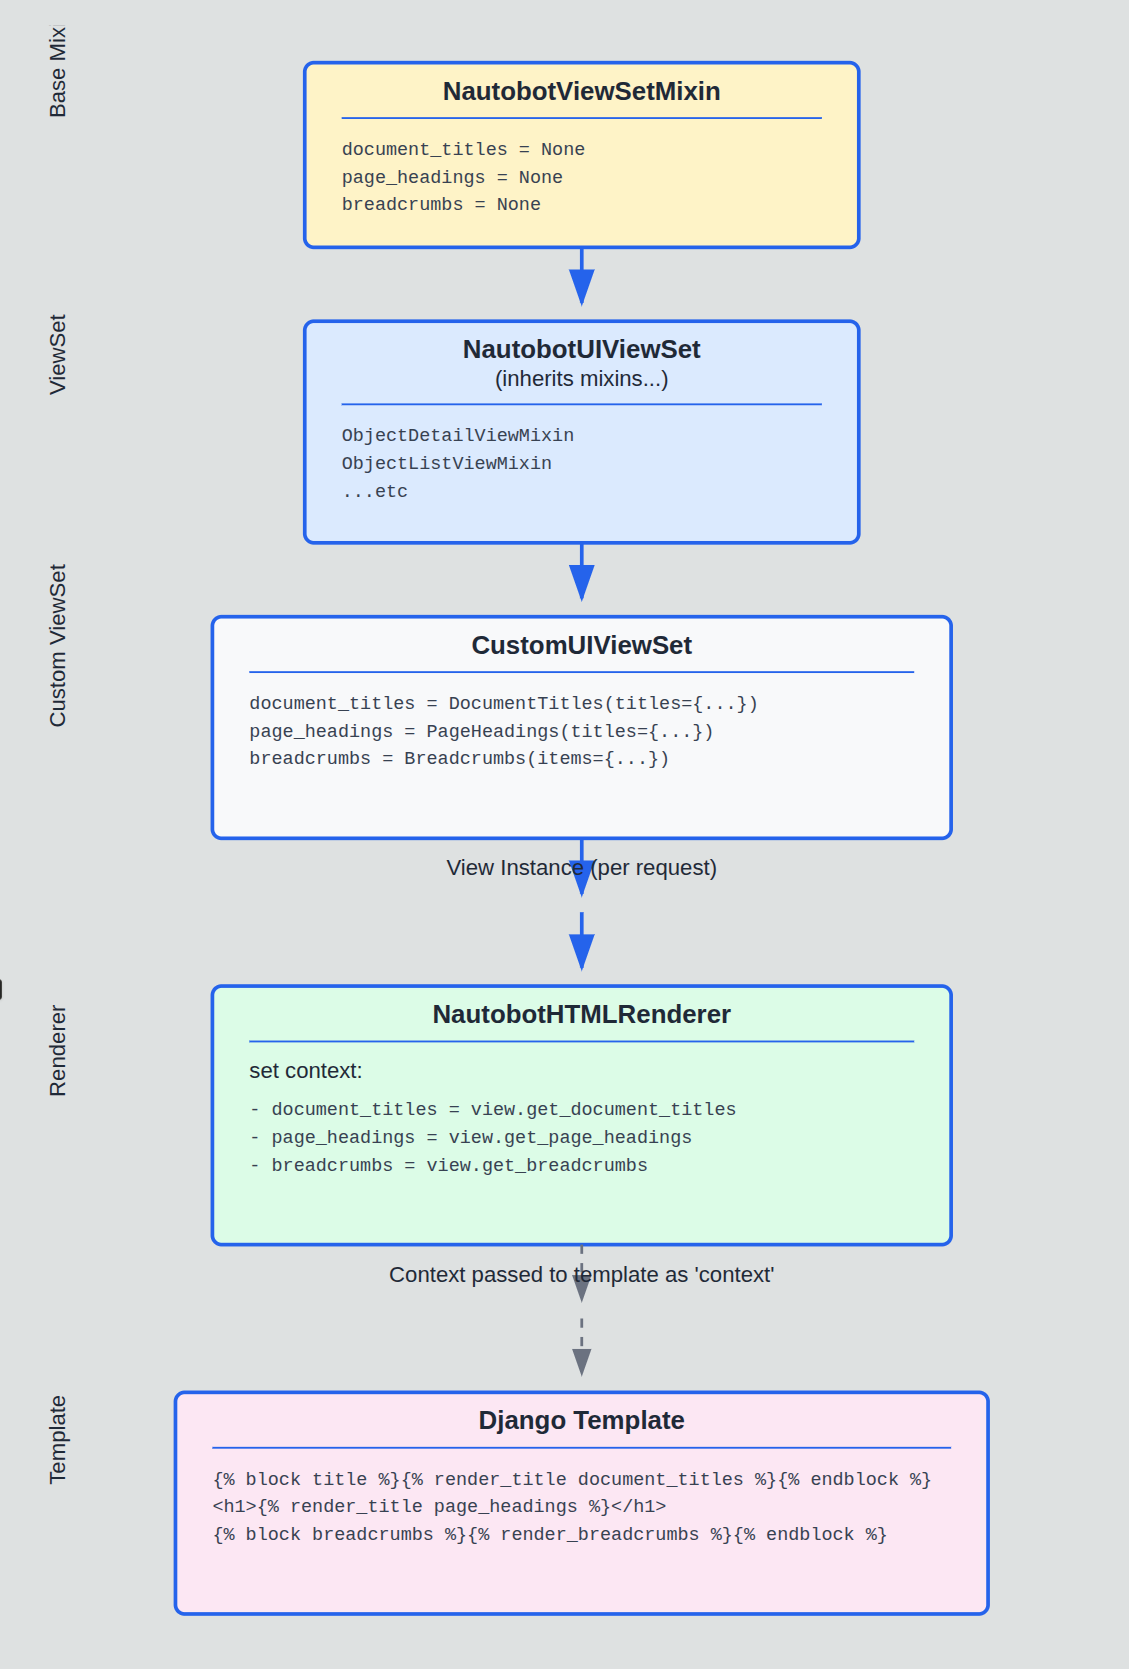 Base Mix
NautobotViewSetMixin
document_titles = None
page_headings = None
breadcrumbs = None
ViewSet
NautobotUIViewSet
(inherits mixins...)
ObjectDetailViewMixin
ObjectListViewMixin
...etc
Custom ViewSet
CustomUIViewSet
document_titles = DocumentTitles(titles={...})
page_headings = PageHeadings(titles={...})
breadcrumbs = Breadcrumbs(items={...})
View Instance (per request)
Renderer
NautobotHTMLRenderer
set context:
- document_titles = view.get_document_titles
- page_headings = view.get_page_headings
- breadcrumbs = view.get_breadcrumbs
Context passed to template as 'context'
Template
Django Template
{% block title %}{% render_title document_titles %}{% endblock %}
<h1>{% render_title page_headings %}</h1>
{% block breadcrumbs %}{% render_breadcrumbs %}{% endblock %}